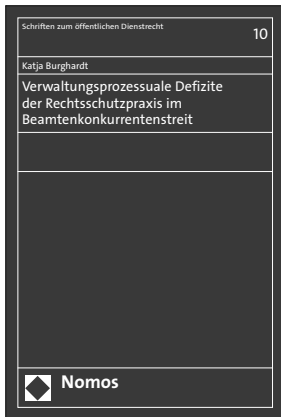 Schriften zum öffentlichen Dienstrecht
10
Katja Burghardt
Verwaltungsprozessuale Defizite
der Rechtsschutzpraxis im
Beamtenkonkurrentenstreit
Nomos